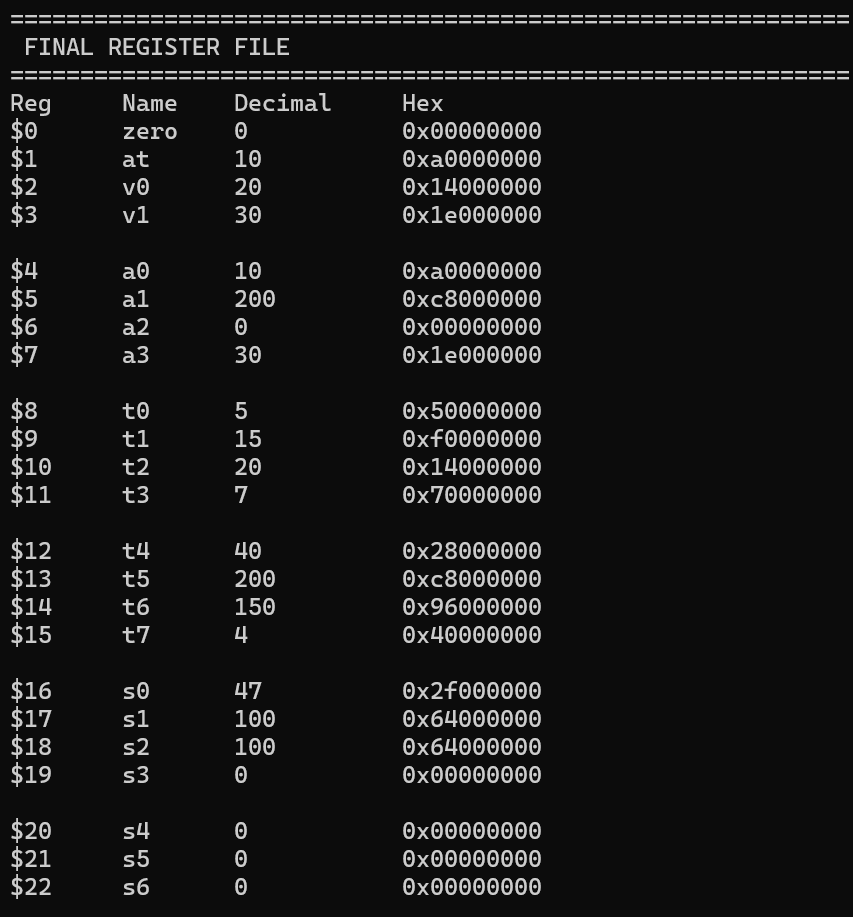 ============================================================
FINAL REGISTER FILE
============================================================
Reg Name Decimal Hex
$0 zero 0 0x00000000
$1 at 10 0xa0000000
$2 v0 20 0x14000000
$3 v1 30 0x1e000000
$4 a0 10 0xa0000000
$5 a1 200 0xc8000000
$6 a2 0 0x00000000
$7 a3 30 0x1e000000
$8 t0 5 0x50000000
$9 t1 15 0xf0000000
$10 t2 20 0x14000000
$11 t3 7 0x70000000
$12 t4 40 0x28000000
$13 t5 200 0xc8000000
$14 t6 150 0x96000000
$15 t7 4 0x40000000
$16 s0 47 0x2f000000
$17 s1 100 0x64000000
$18 s2 100 0x64000000
$19 s3 0 0x00000000
$20 s4 0 0x00000000
$21 s5 0 0x00000000
$22 s6 0 0x00000000